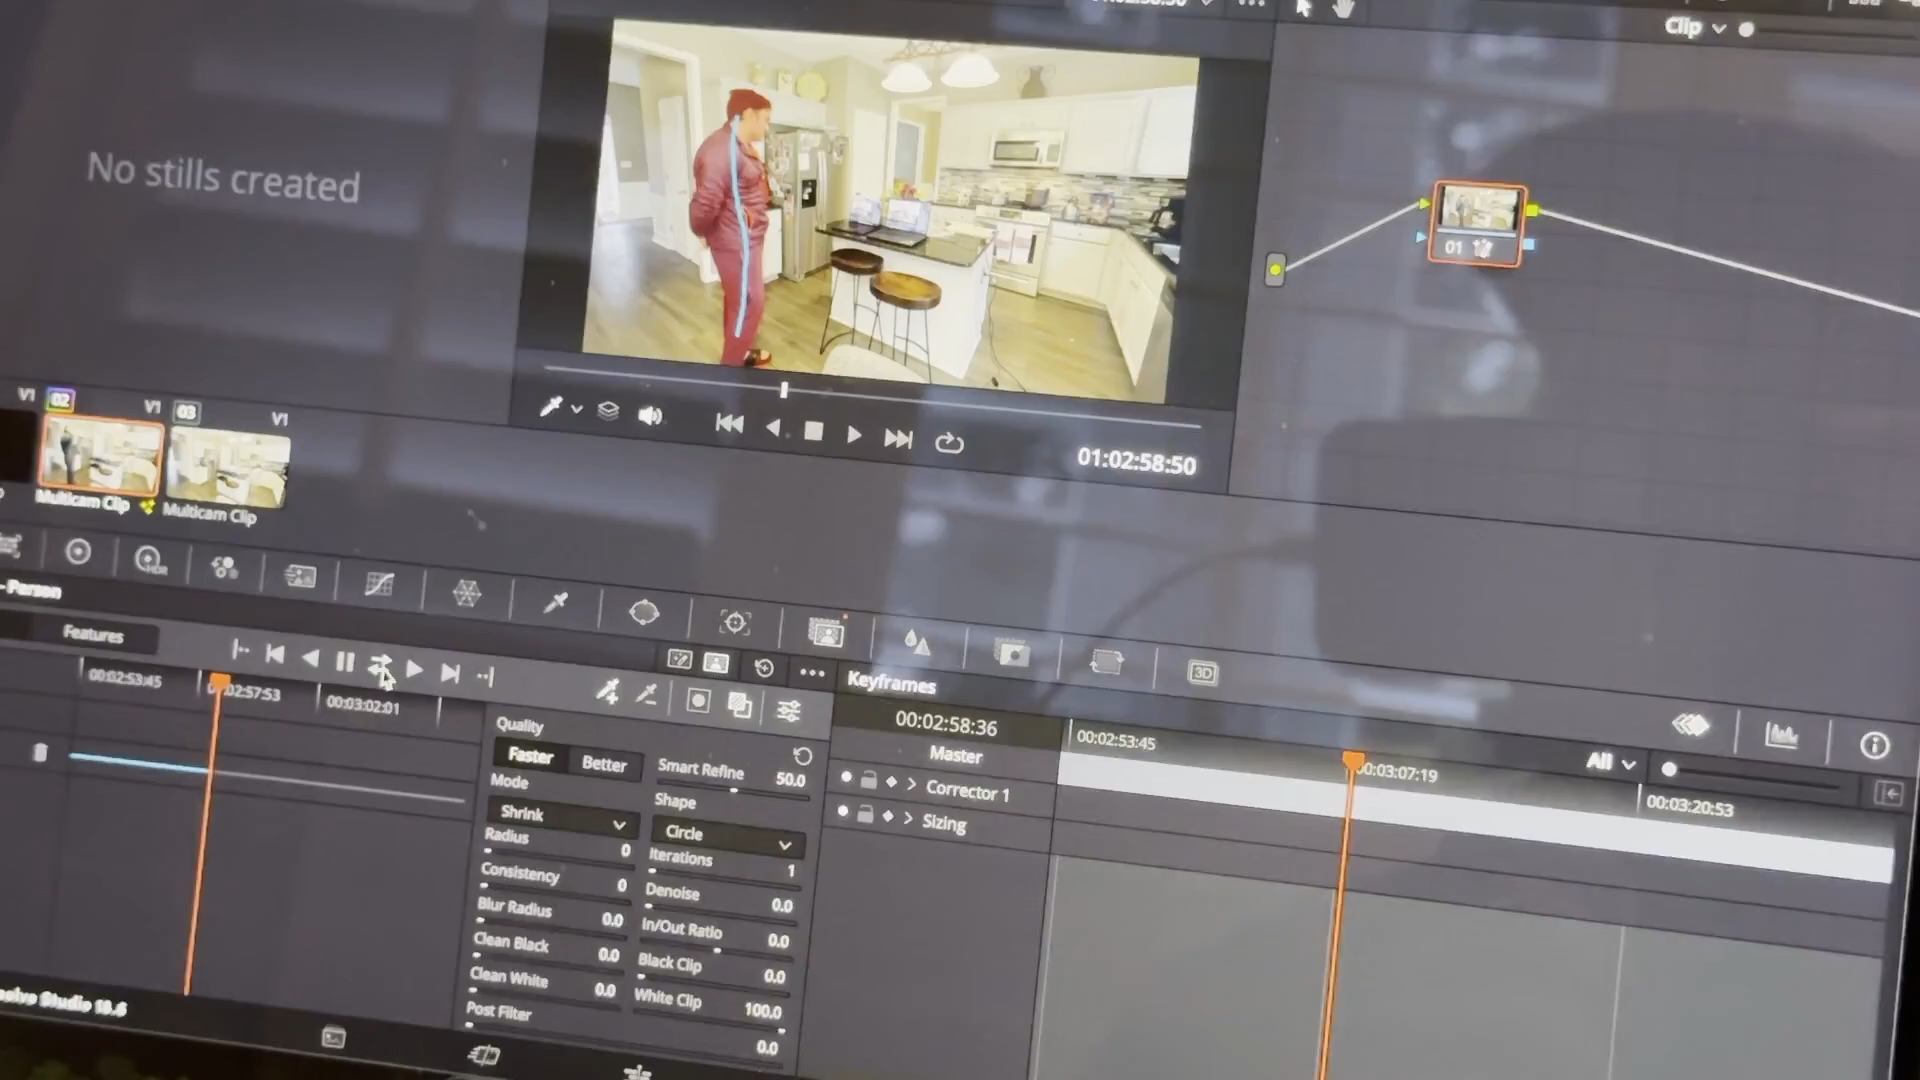 Clip
No stills created
01
01:02:58:50
V1
02
V1
03
V1
Multicam Clip
Multicam Clip
HDR
- Person
3D
Features
Keyframes
00:02:53:45
02:57:53
00:03:02:01
Quality
Faster
Better
Smart Refine
50.0
Mode
Shrink
Shape
Circle
Radius
0
Iterations
1
Consistency
0
Denoise
0.0
Blur Radius
0.0
In/Out Ratio
0.0
Clean Black
0.0
Black Clip
0.0
Clean White
0.0
White Clip
100.0
Post Filter
0.0
00:02:58:36
Master
Corrector 1
Sizing
00:02:53:45
00:03:07:19
All
00:03:20:53
Studio 18.6